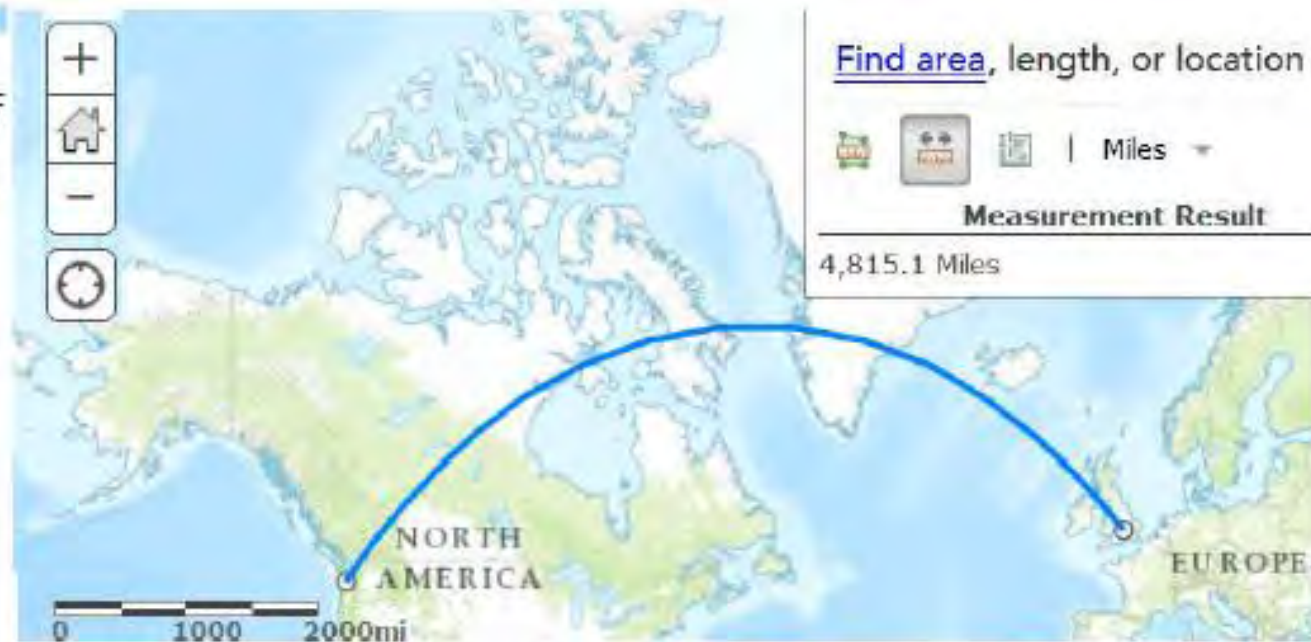 +
−
Find area, length, or location
| Miles
Measurement Result
4,815.1 Miles
NORTH
AMERICA
EUROPE
0 1000 2000mi